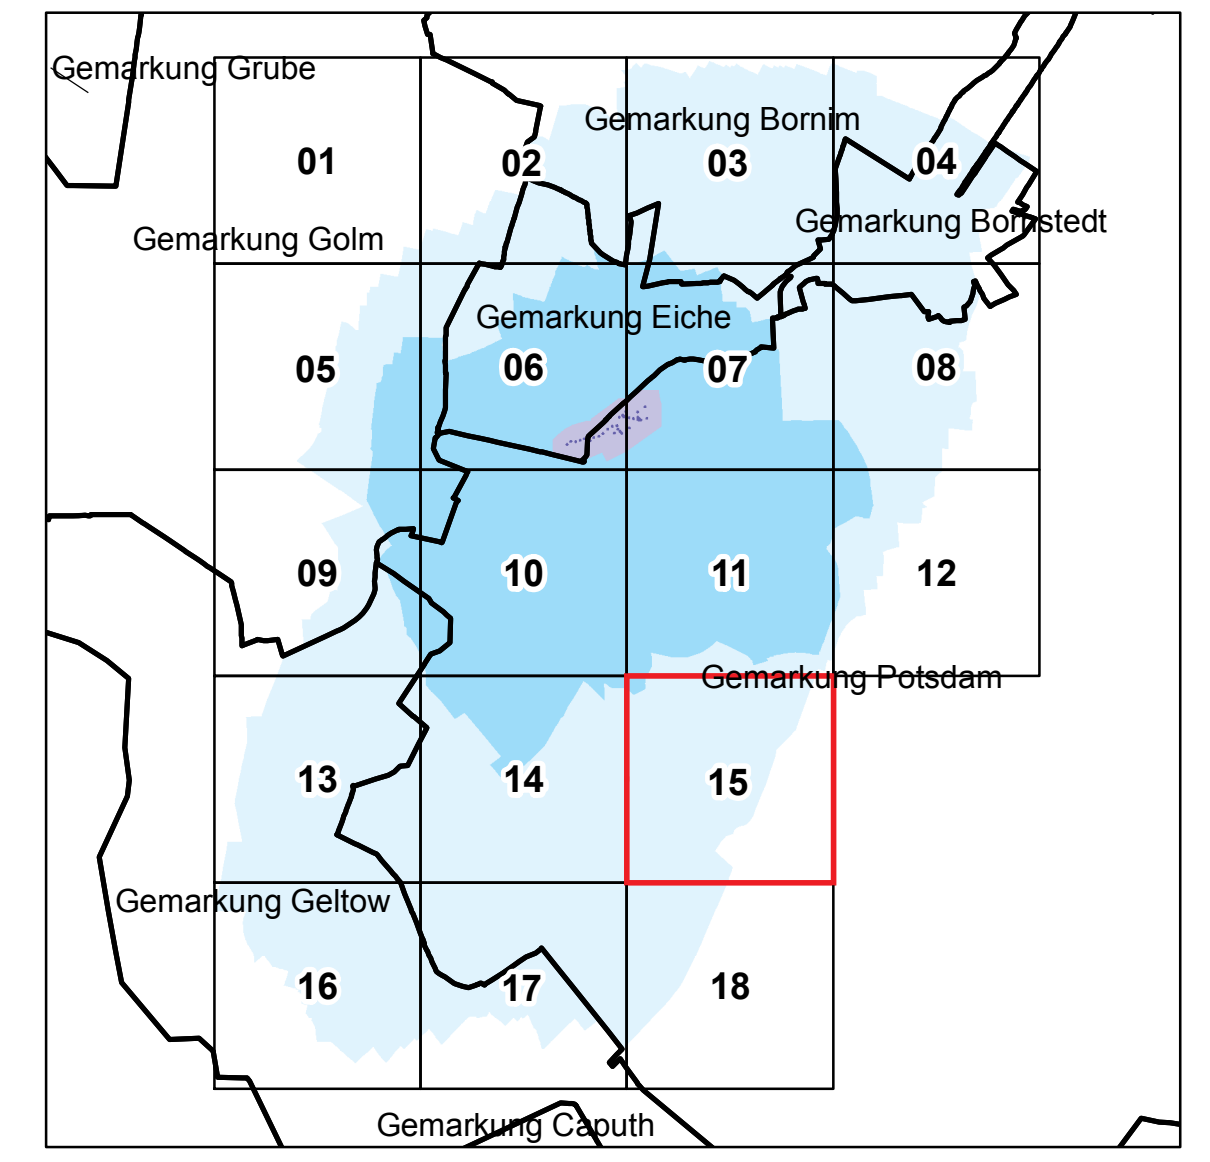 Gemarkung Grube
Gemarkung Bornim
01
02
03
04
Gemarkung Bornstedt
Gemarkung Golm
Gemarkung Eiche
05
06
07
08
09
10
11
12
Gemarkung Potsdam
13
14
15
Gemarkung Geltow
16
17
18
Gemarkung Caputh